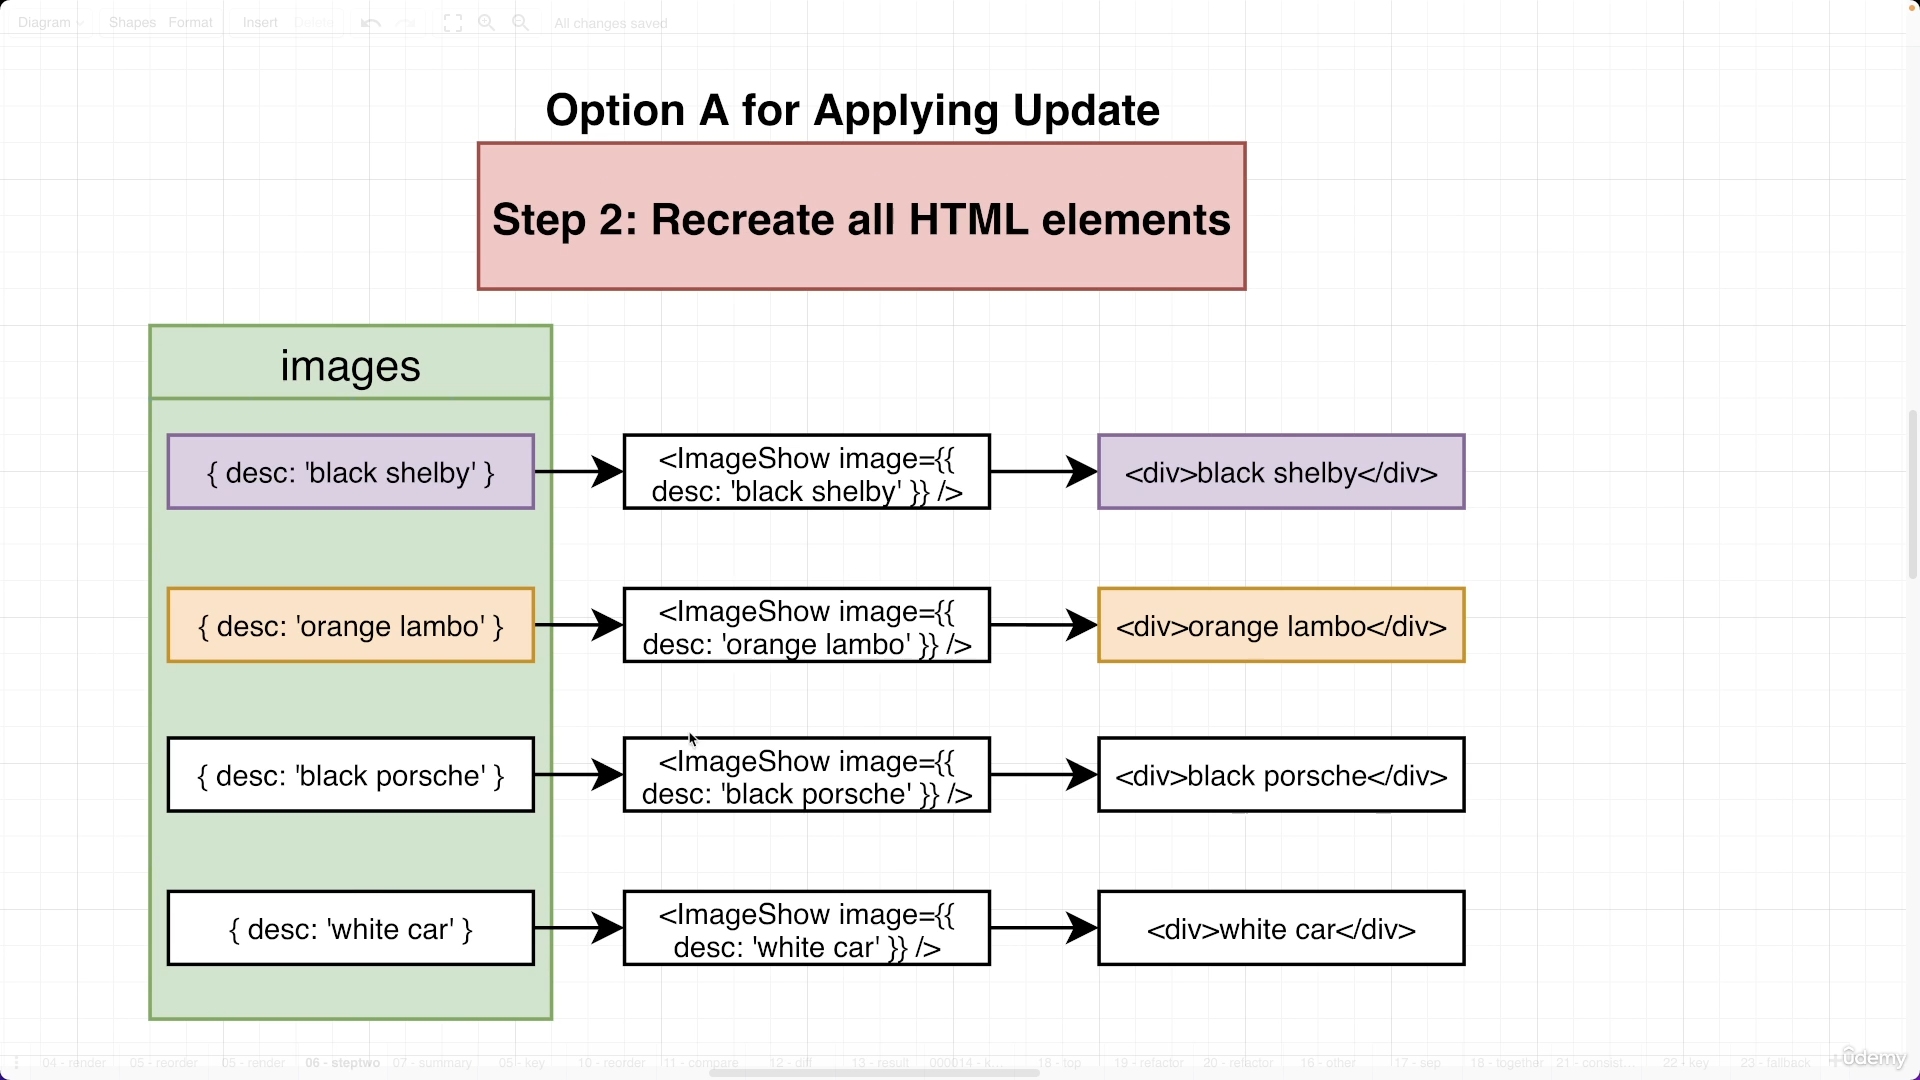 Diagram Shapes Format Insert Delete All changes saved
Option A for Applying Update
Step 2: Recreate all HTML elements
images
{ desc: 'black shelby' }
<ImageShow image={{
desc: 'black shelby' }} />
<div>black shelby</div>
{ desc: 'orange lambo' }
<ImageShow image={{
desc: 'orange lambo' }} />
<div>orange lambo</div>
{ desc: 'black porsche' }
<ImageShow image={{
desc: 'black porsche' }} />
<div>black porsche</div>
{ desc: 'white car' }
<ImageShow image={{
desc: 'white car' }} />
<div>white car</div>
04 - render 05 - reorder 05 - render 06 - steptwo 07 - summary 05 - key 10 - reorder 11 - compare 12 - diff 13 - result 000014 - k... 18 - top 19 - refactor 20 - refactor 16 - other 17 - sep 18 - together 21 - consist... 22 - key 23 - fallback
ûdemy